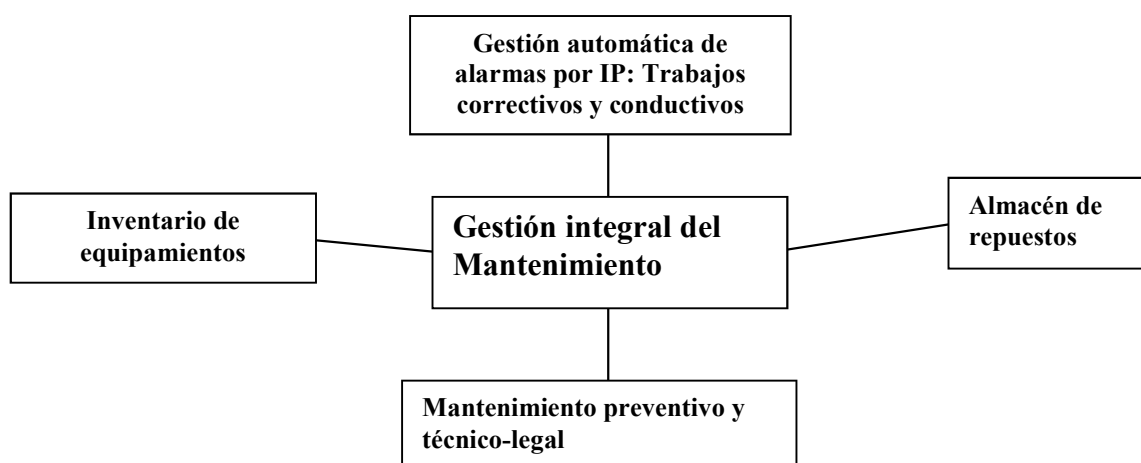 Gestión automática de
alarmas por IP: Trabajos
correctivos y conductivos
Inventario de
equipamientos
Gestión integral del
Mantenimiento
Almacén de
repuestos
Mantenimiento preventivo y
técnico-legal